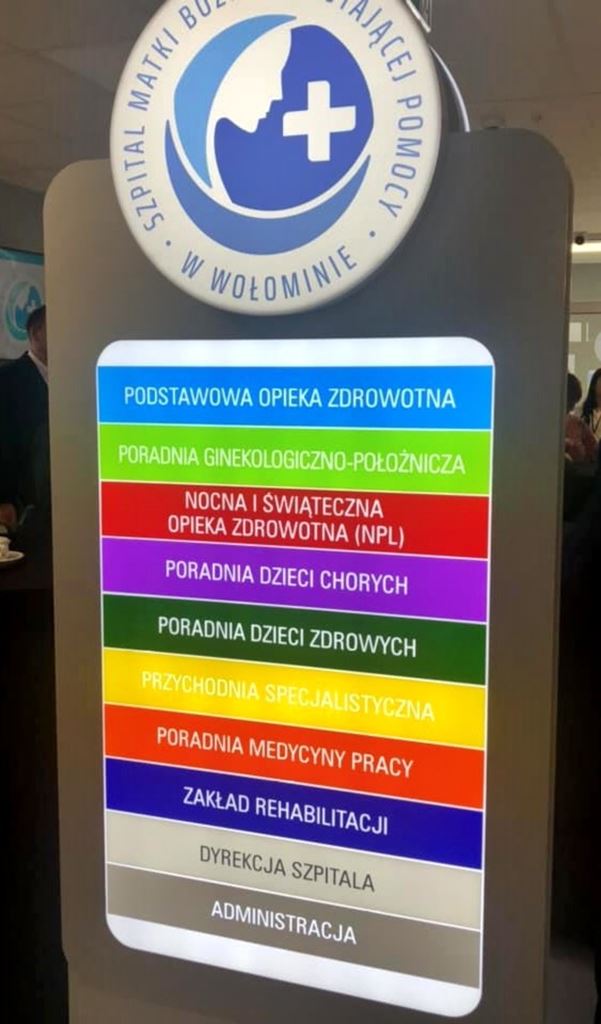 SZPITAL MATKI
POMOCY
• W WOŁOMINIE •
PODSTAWOWA OPIEKA ZDROWOTNA
PORADNIA GINEKOLOGICZNO-POŁOŻNICZA
NOCNA I ŚWIĄTECZNA
OPIEKA ZDROWOTNA (NPL)
PORADNIA DZIECI CHORYCH
PORADNIA DZIECI ZDROWYCH
PRZYCHODNIA SPECJALISTYCZNA
PORADNIA MEDYCYNY PRACY
ZAKŁAD REHABILITACJI
DYREKCJA SZPITALA
ADMINISTRACJA